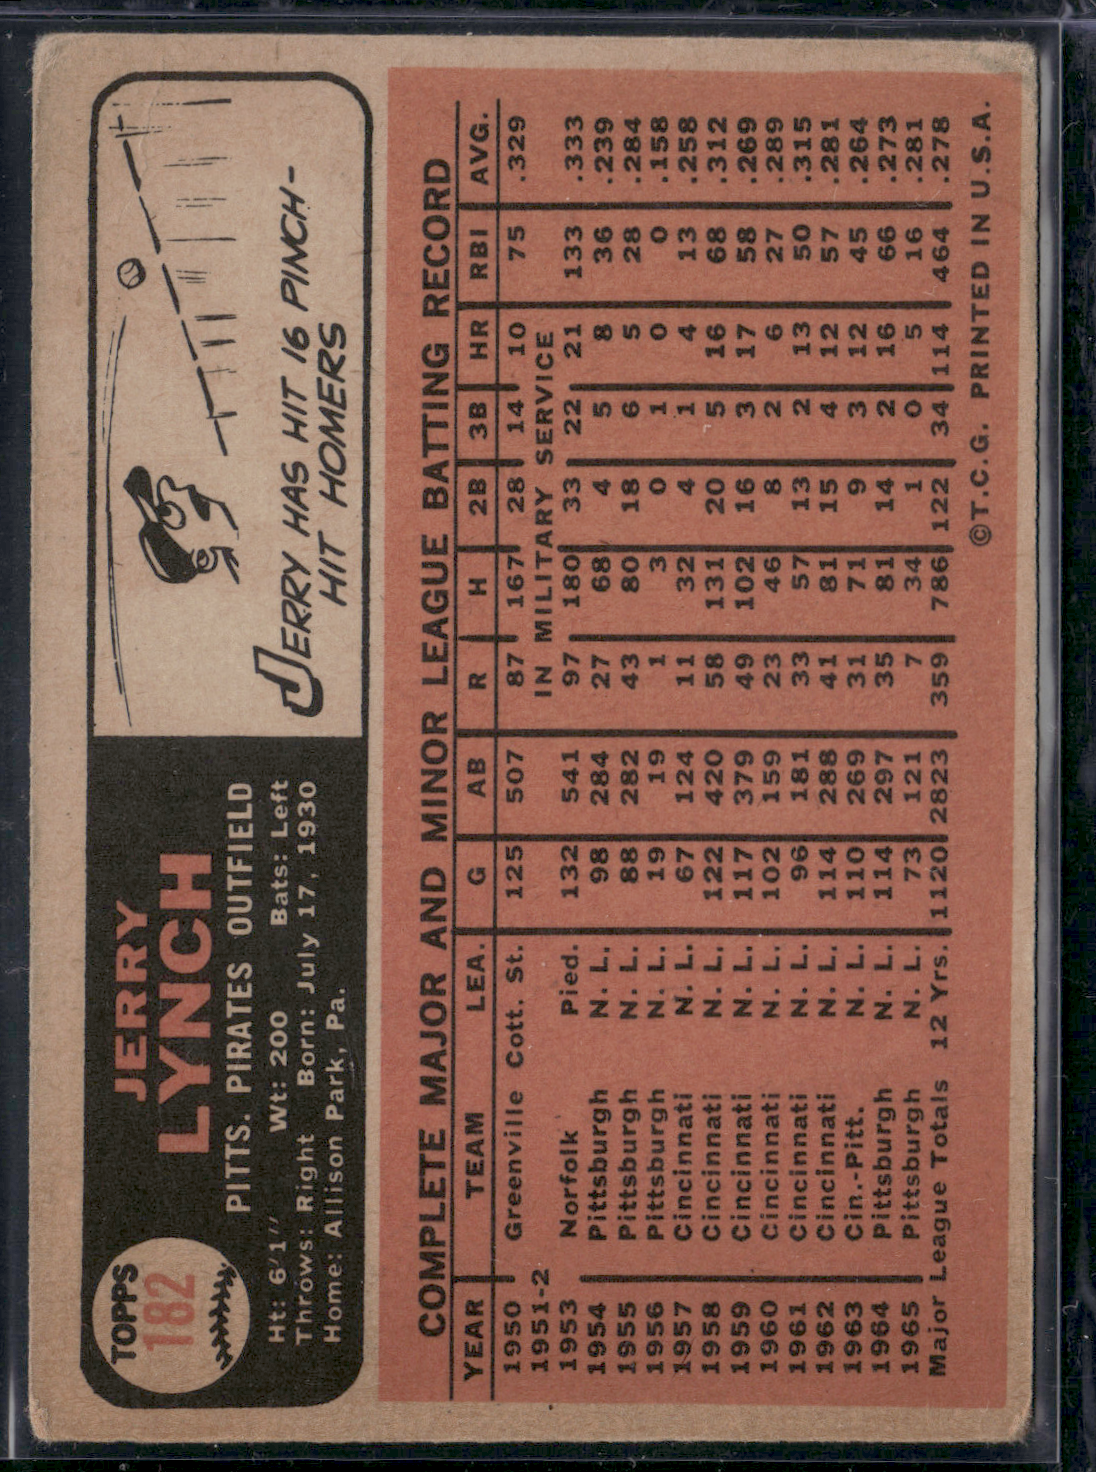 TOPPS
182
JERRY
LYNCH
PITTS. PIRATES OUTFIELD
Ht: 6'1" Wt: 200 Bats: Left
Throws: Right Born: July 17, 1930
Home: Allison Park, Pa.
JERRY HAS HIT 16 PINCH-
HIT HOMERS
COMPLETE MAJOR AND MINOR LEAGUE BATTING RECORD
YEAR TEAM LEA. G AB R H 2B 3B HR RBI AVG.
1950 Greenville Cott. St. 125 507 87 167 28 14 10 75 .329
1951-2 IN MILITARY SERVICE
1953 Norfolk Pied. 132 541 97 180 33 22 21 133 .333
1954 Pittsburgh N. L. 98 284 27 68 4 5 8 36 .239
1955 Pittsburgh N. L. 88 282 43 80 18 6 5 28 .284
1956 Pittsburgh N. L. 19 19 1 3 0 1 0 0 .158
1957 Cincinnati N. L. 67 124 11 32 4 1 4 13 .258
1958 Cincinnati N. L. 122 420 58 131 20 5 16 68 .312
1959 Cincinnati N. L. 117 379 49 102 16 3 17 58 .269
1960 Cincinnati N. L. 102 159 23 46 8 2 6 27 .289
1961 Cincinnati N. L. 96 181 33 57 13 2 13 50 .315
1962 Cincinnati N. L. 114 288 41 81 15 4 12 57 .281
1963 Cin.-Pitt. N. L. 110 269 31 71 9 3 12 45 .264
1964 Pittsburgh N. L. 114 297 35 81 14 2 16 66 .273
1965 Pittsburgh N. L. 73 121 7 34 1 0 5 16 .281
Major League Totals 12 Yrs. 1120 2823 359 786 122 34 114 464 .278
©T.C.G. PRINTED IN U.S.A.